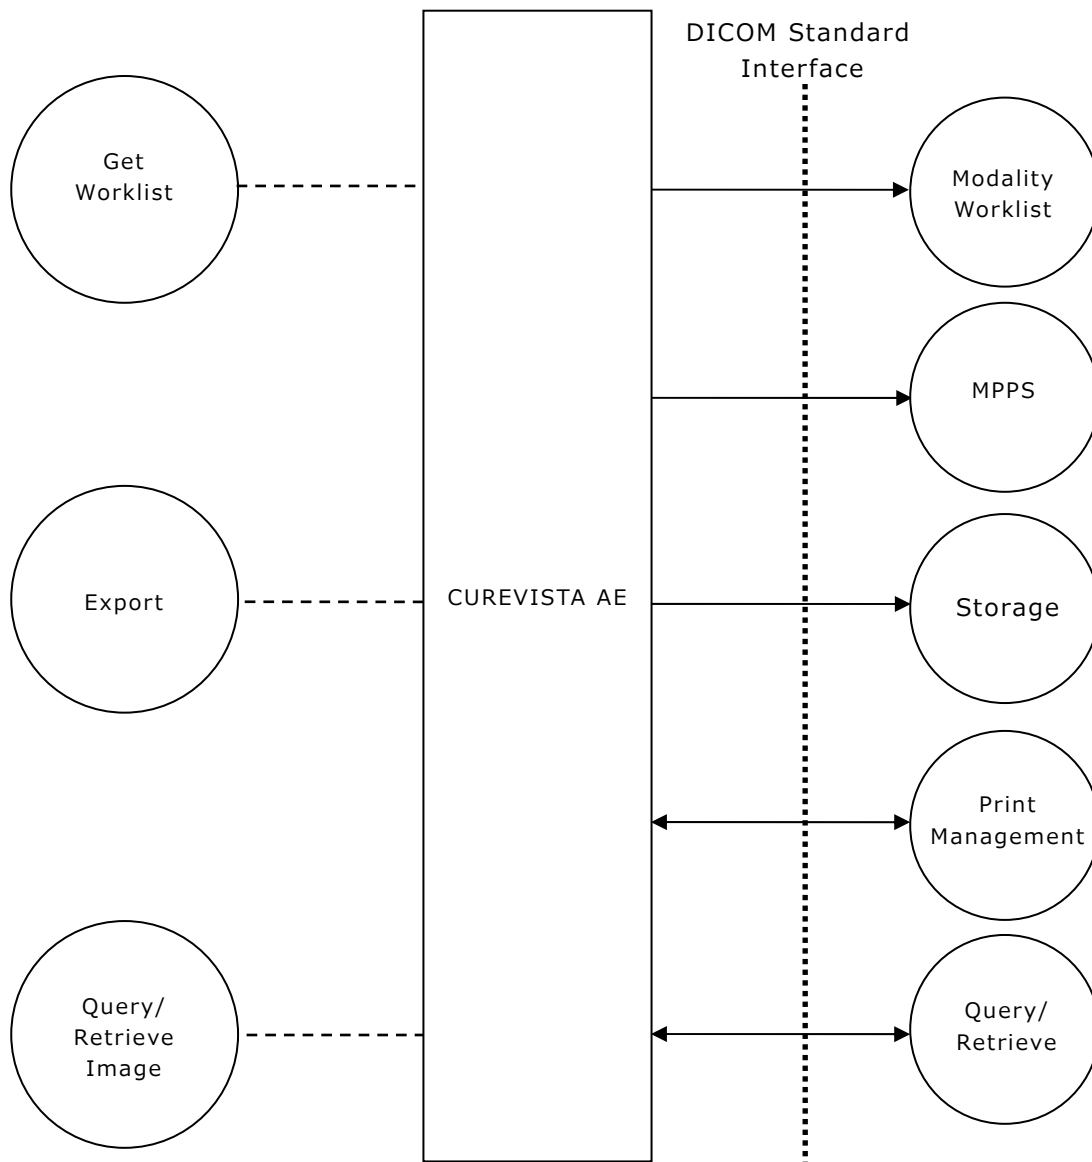 DICOM Standard
Interface
Get
Worklist
Modality
Worklist
MPPS
Export
CUREVISTA AE
Storage
Print
Management
Query/
Retrieve
Image
Query/
Retrieve